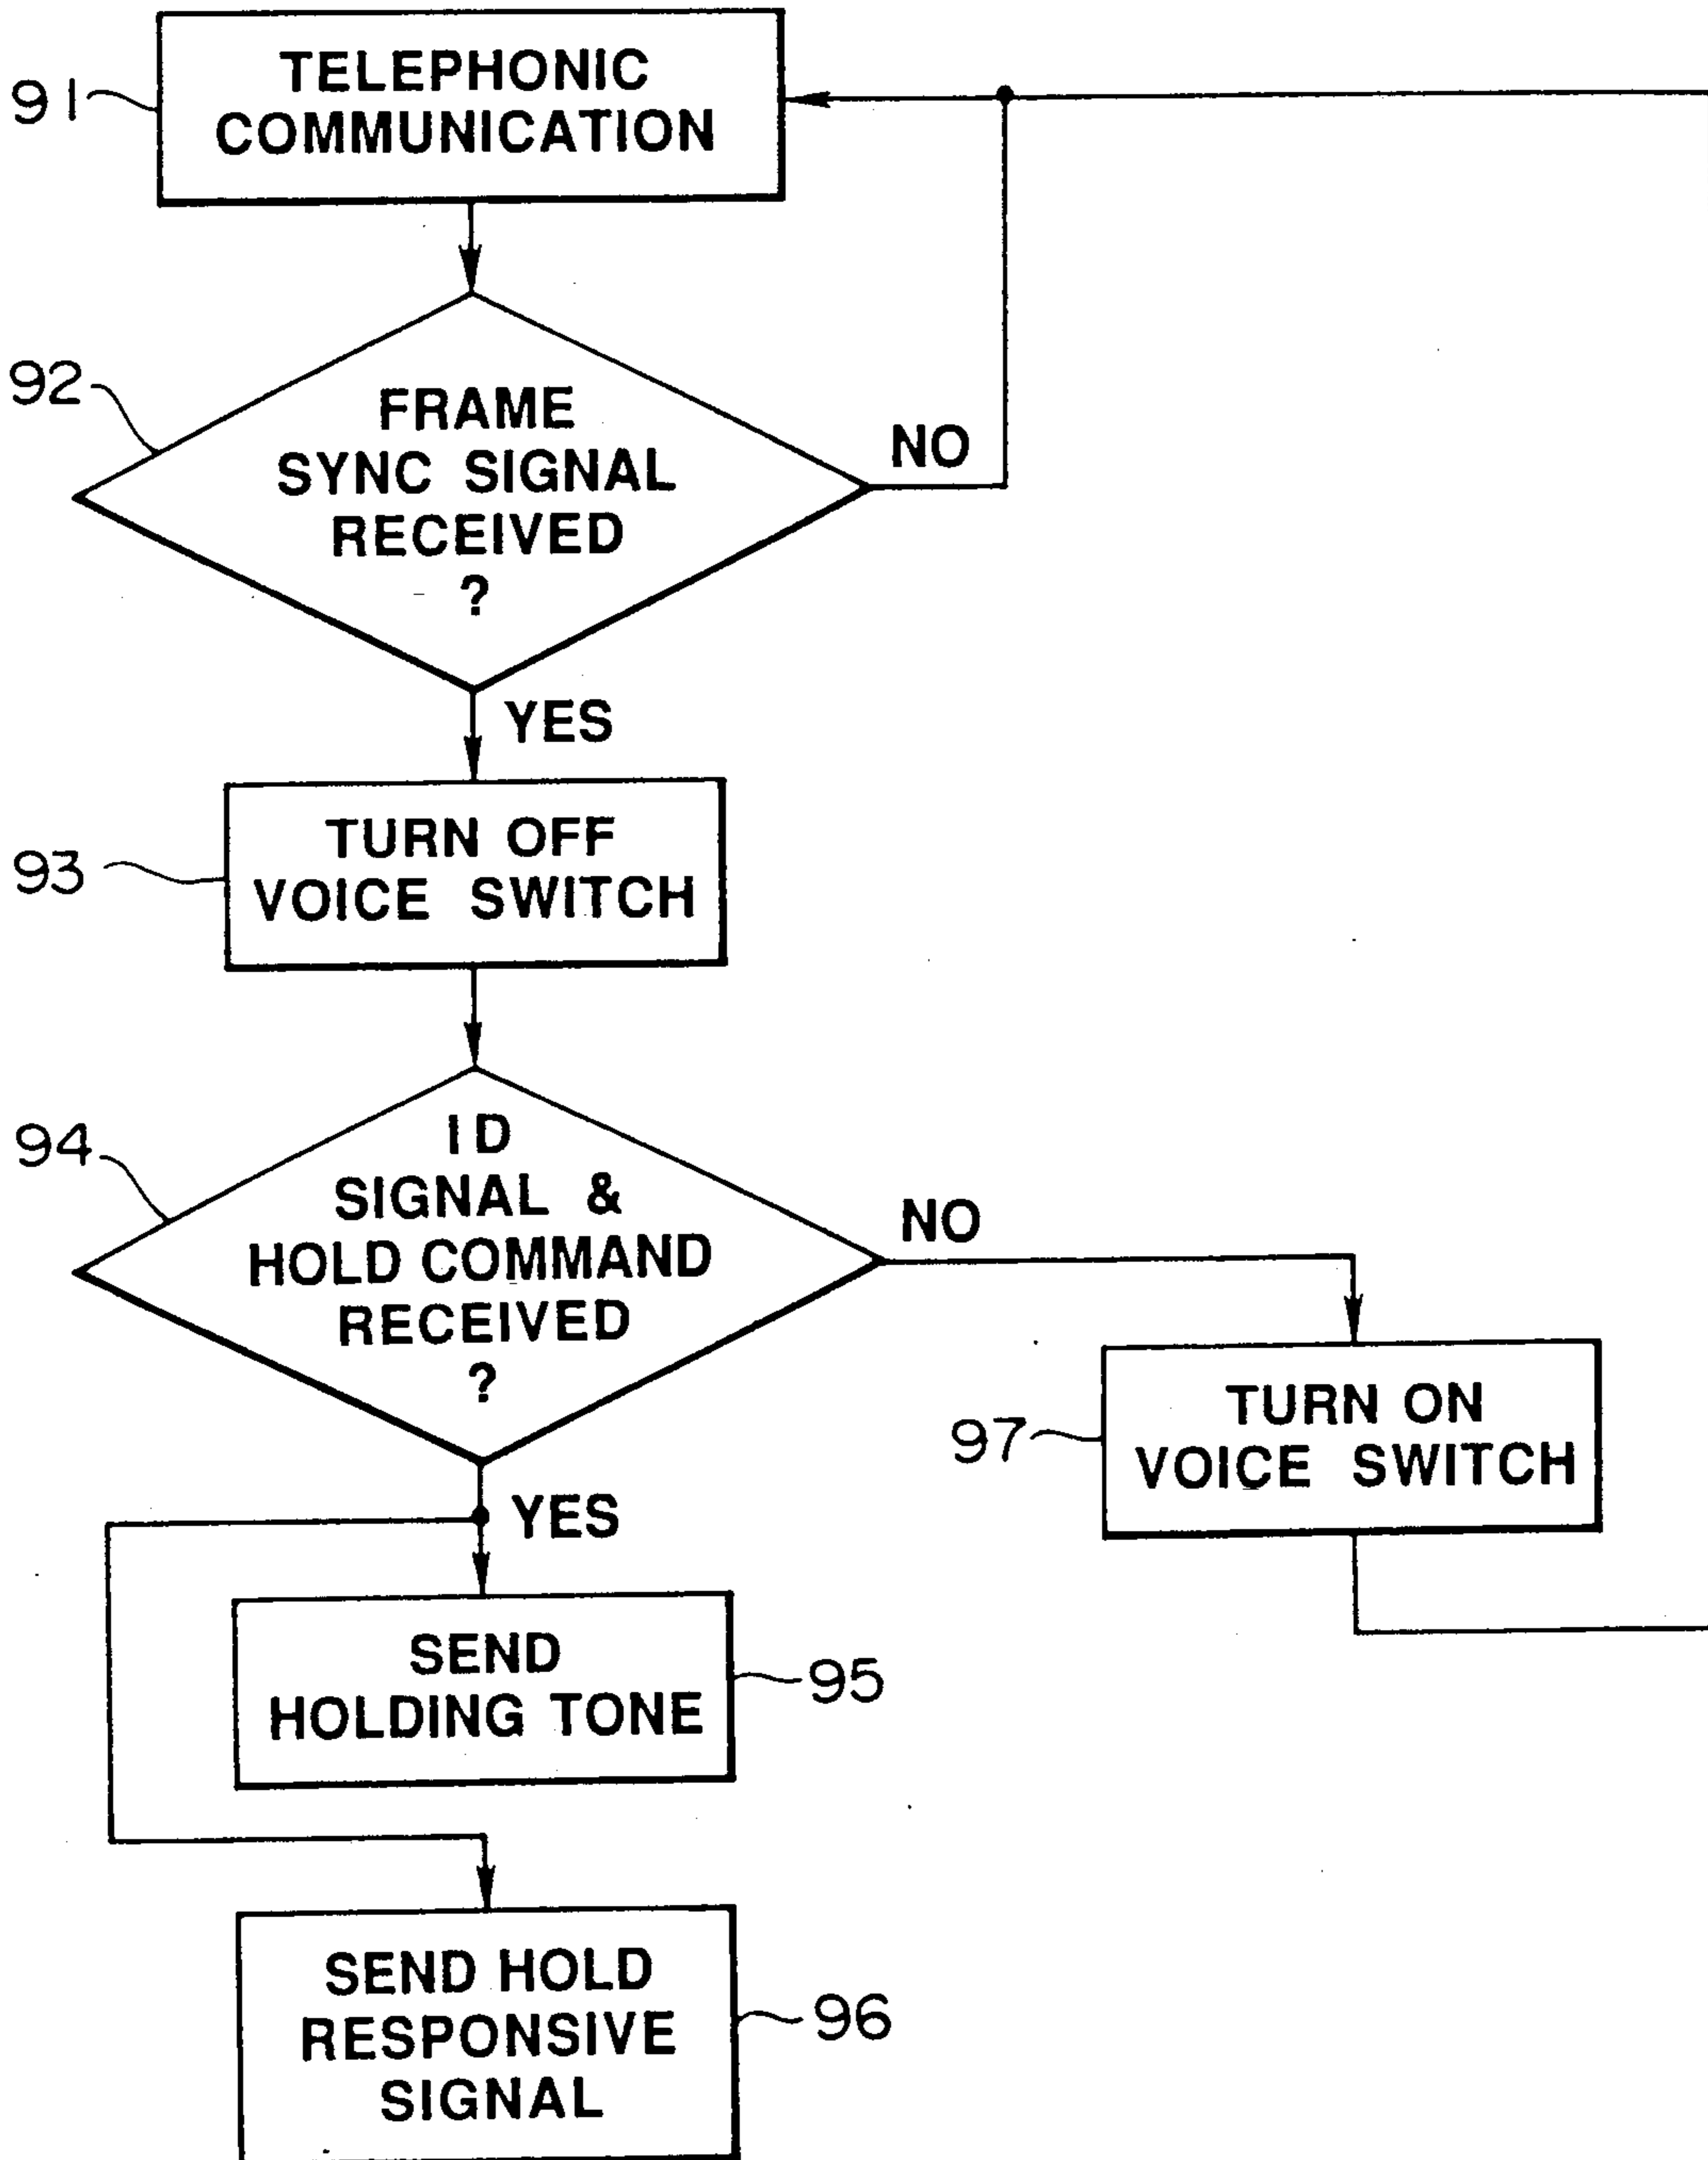 91
TELEPHONIC
COMMUNICATION
92
FRAME
SYNC SIGNAL
RECEIVED
?
NO
YES
93
TURN OFF
VOICE SWITCH
94
ID
SIGNAL &
HOLD COMMAND
RECEIVED
?
NO
97
TURN ON
VOICE SWITCH
YES
SEND
HOLDING TONE
95
SEND HOLD
RESPONSIVE
SIGNAL
96